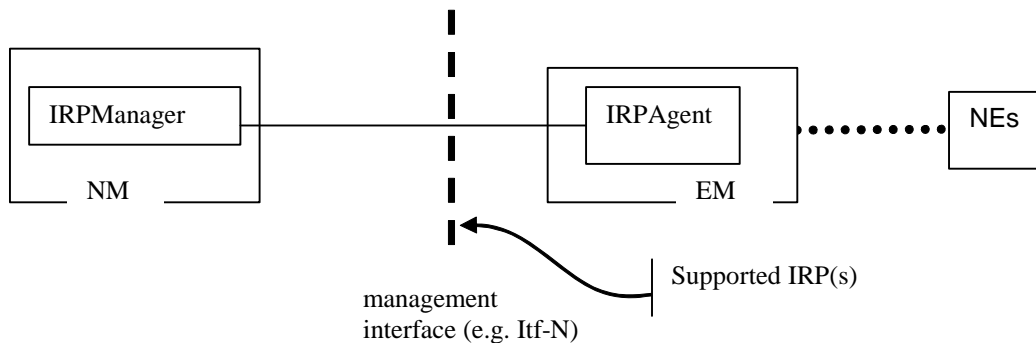 IRPManager
NM
IRPAgent
EM
NEs
Supported IRP(s)
management
interface (e.g. Itf-N)